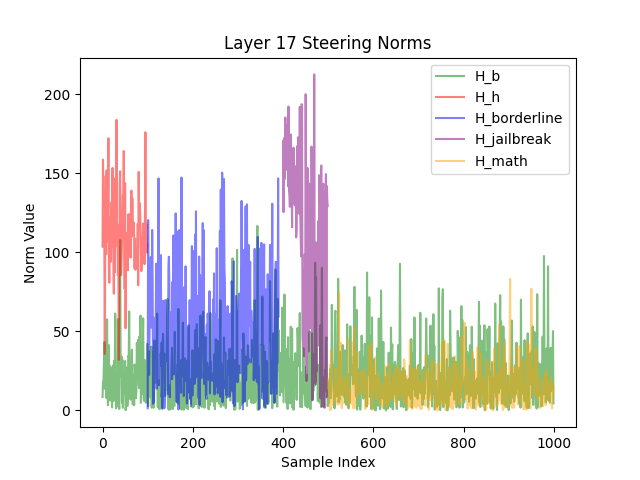 Layer 17 Steering Norms
H_b
H_h
H_borderline
H_jailbreak
H_math
Norm Value
200
150
100
50
0
0
200
400
600
800
1000
Sample Index